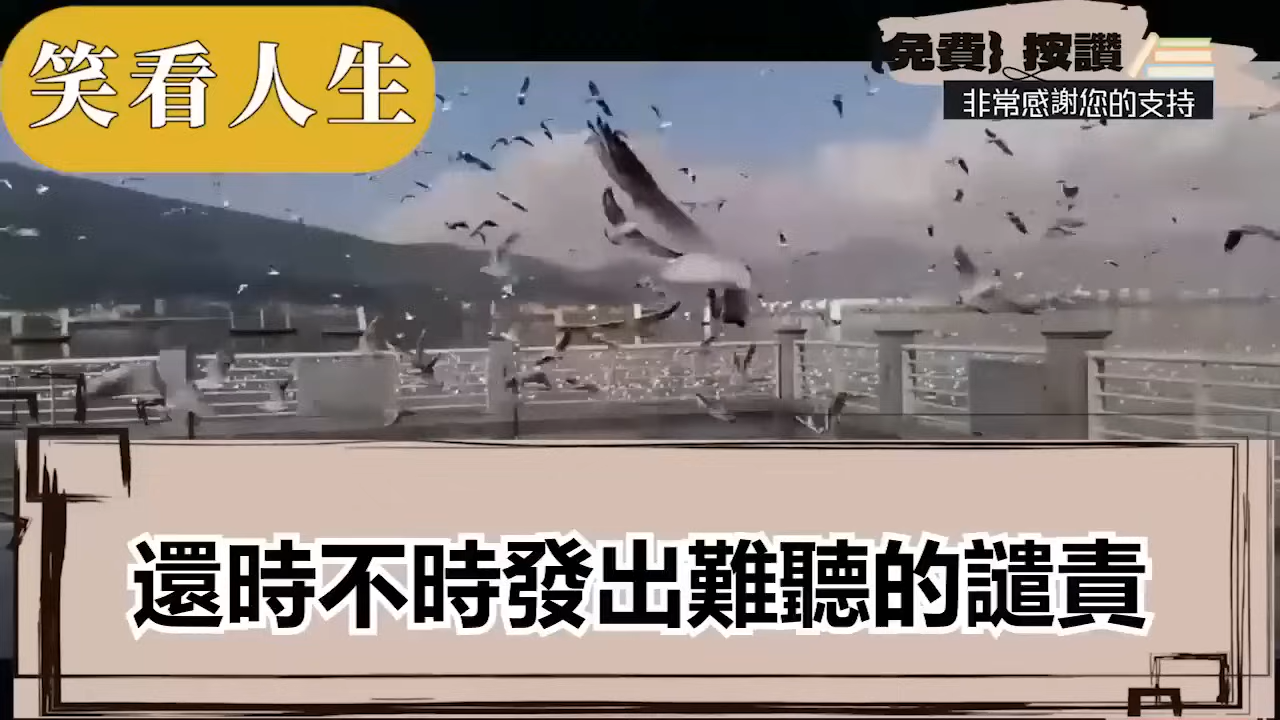 笑看人生
{免費} 按讚
非常感謝您的支持
還時不時發出難聽的譴責